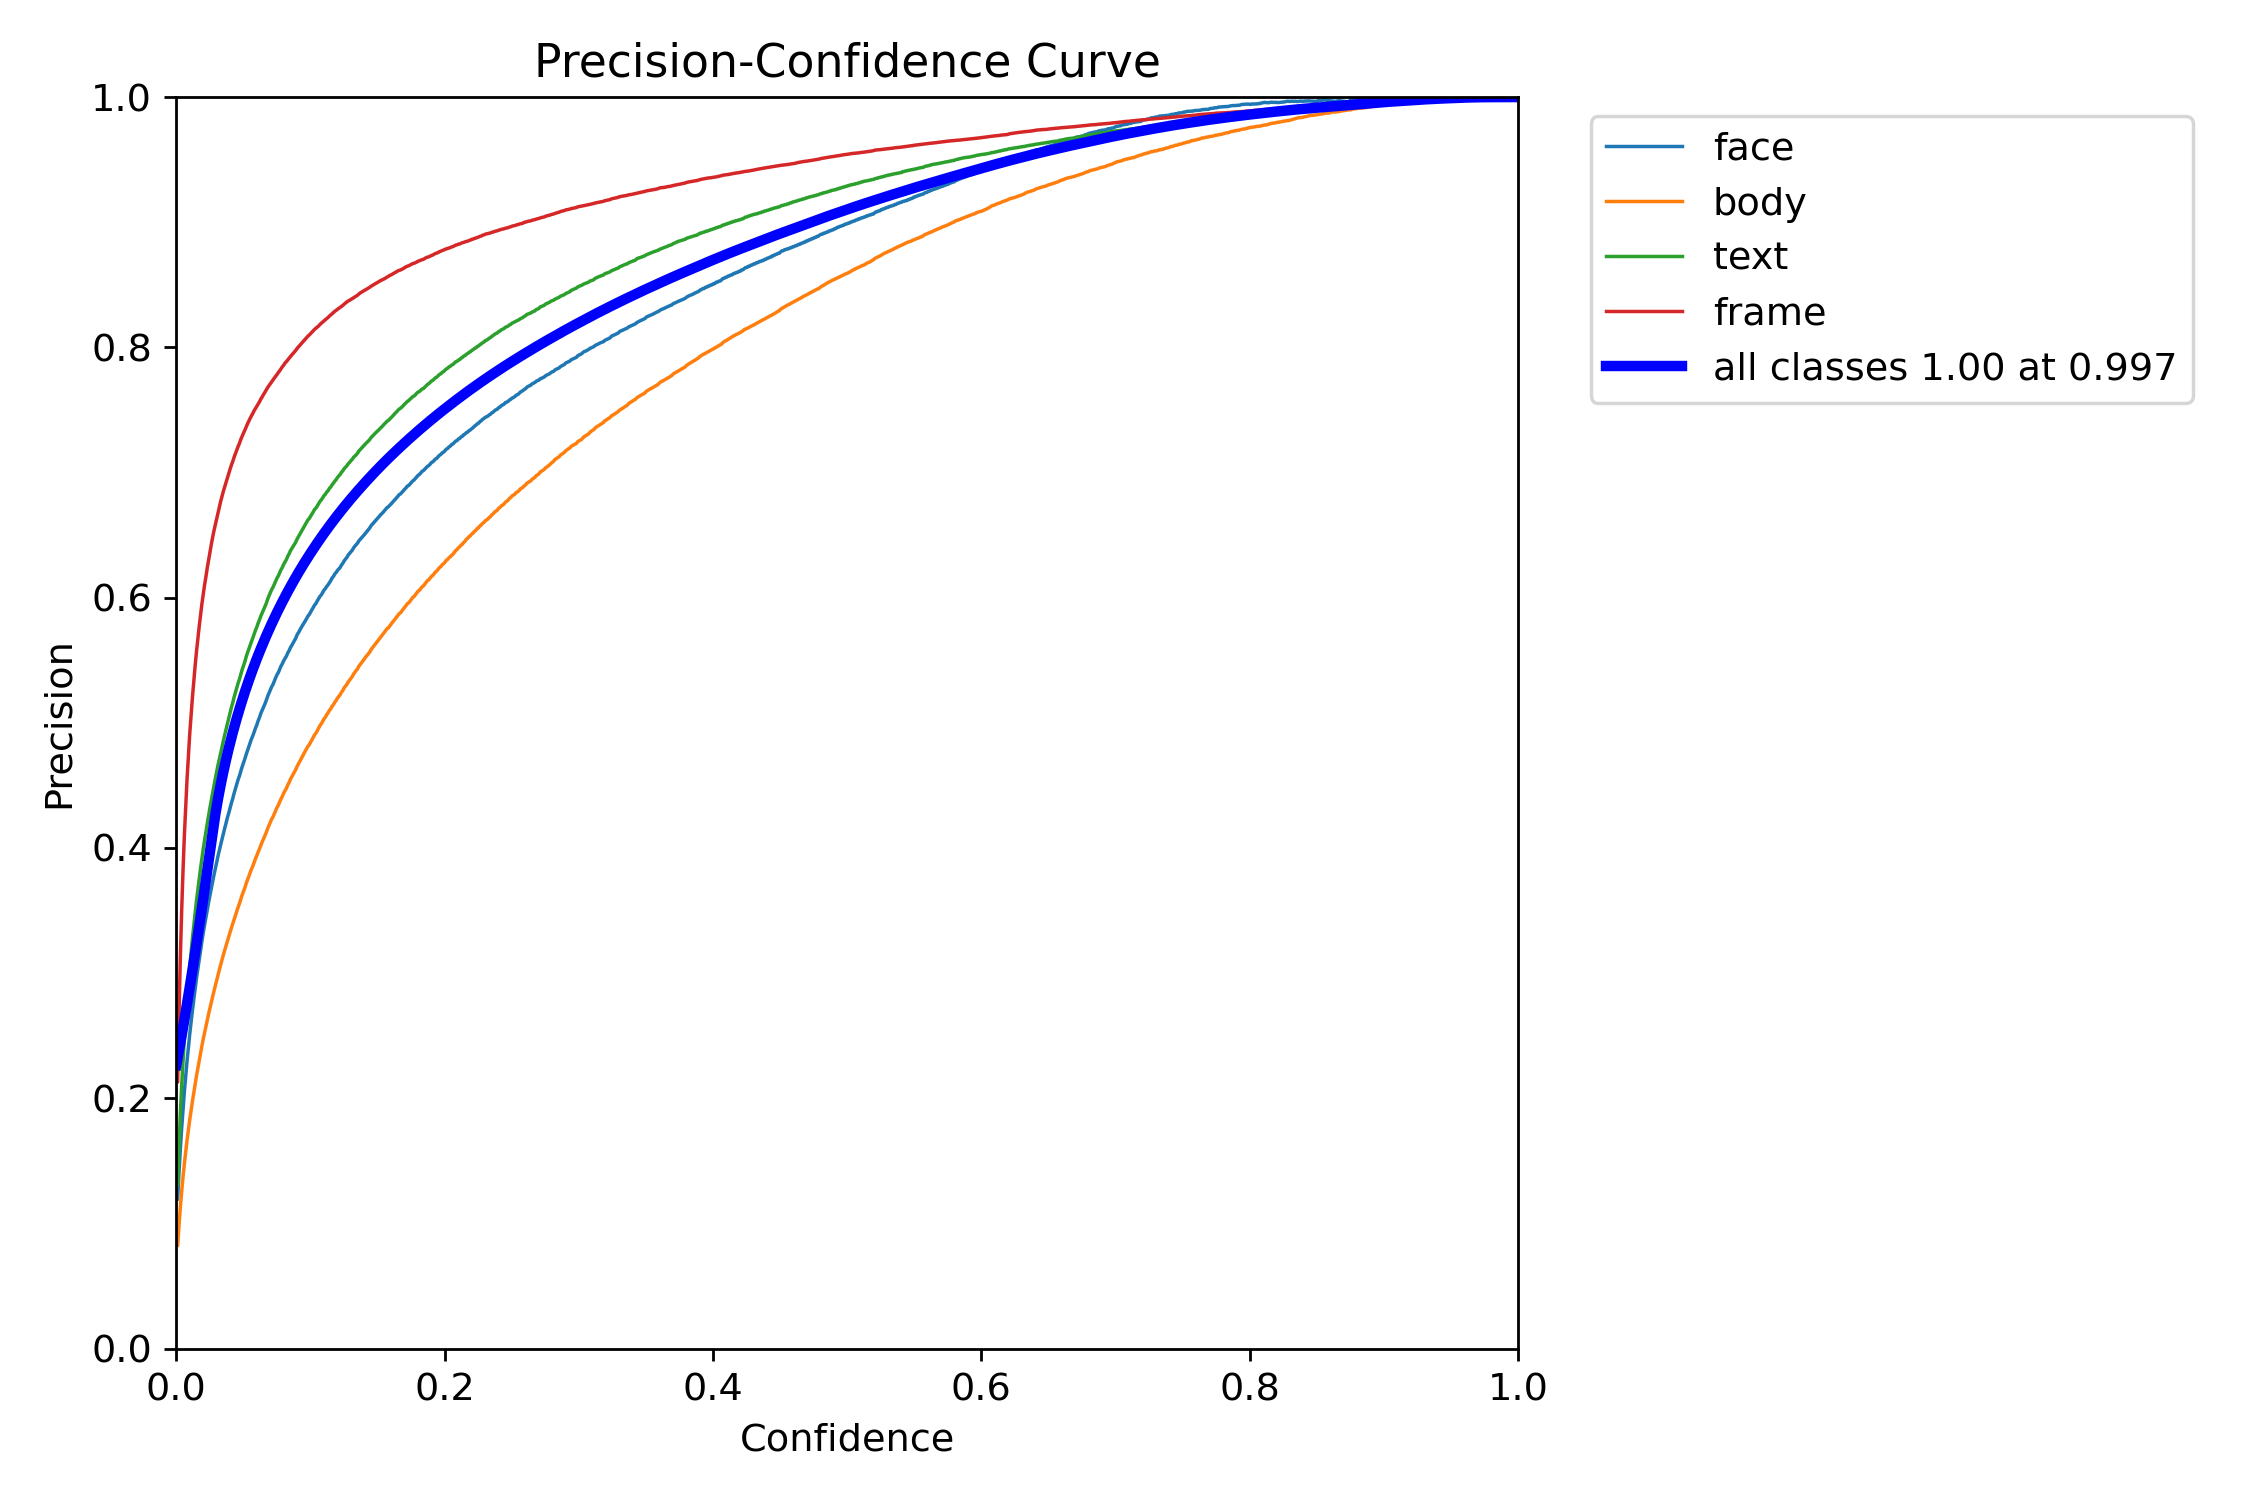 Precision-Confidence Curve
1.0
0.8
0.6
0.4
0.2
0.0
Precision
0.0 0.2 0.4 0.6 0.8 1.0
Confidence
face
body
text
frame
all classes 1.00 at 0.997